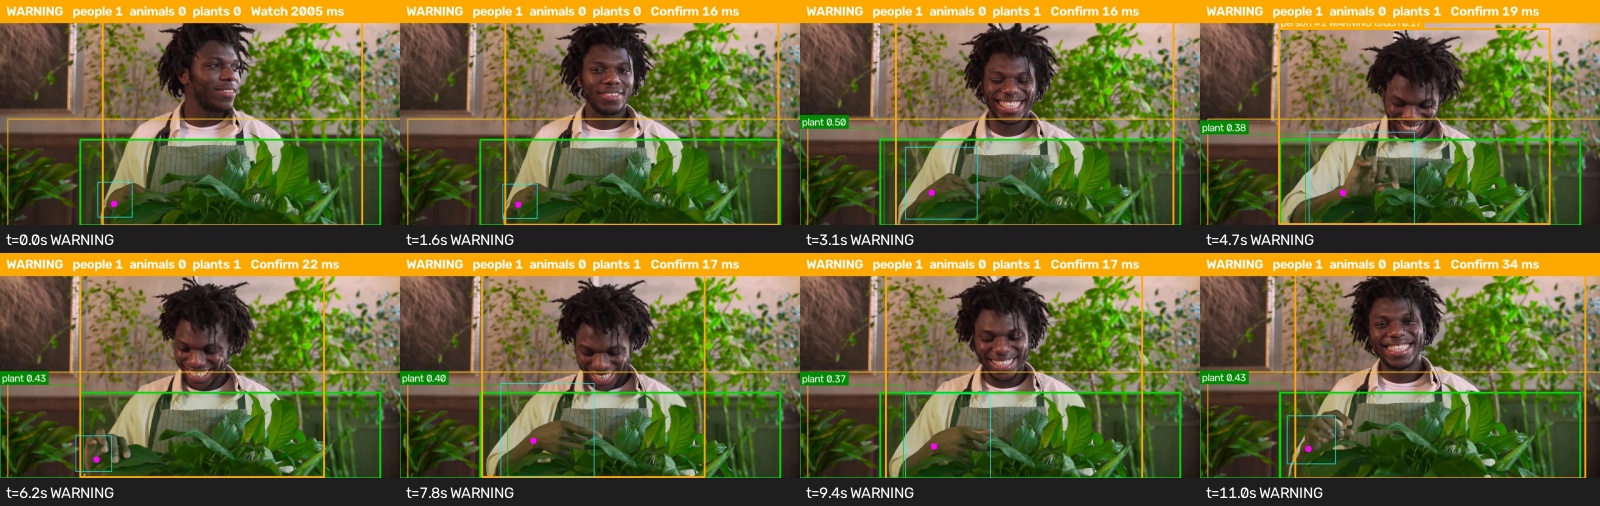 WARNING people 1 animals 0 plants 0 Watch 2005 ms
WARNING people 1 animals 0 plants 0 Confirm 16 ms
WARNING people 1 animals 0 plants 1 Confirm 16 ms
WARNING people 1 animals 0 plants 1 Confirm 19 ms
plant 0.50
plant 0.38
t=0.0s WARNING
t=1.6s WARNING
t=3.1s WARNING
t=4.7s WARNING
WARNING people 1 animals 0 plants 1 Confirm 22 ms
WARNING people 1 animals 0 plants 1 Confirm 17 ms
WARNING people 1 animals 0 plants 1 Confirm 17 ms
WARNING people 1 animals 0 plants 1 Confirm 34 ms
plant 0.43
plant 0.40
plant 0.37
plant 0.43
t=6.2s WARNING
t=7.8s WARNING
t=9.4s WARNING
t=11.0s WARNING